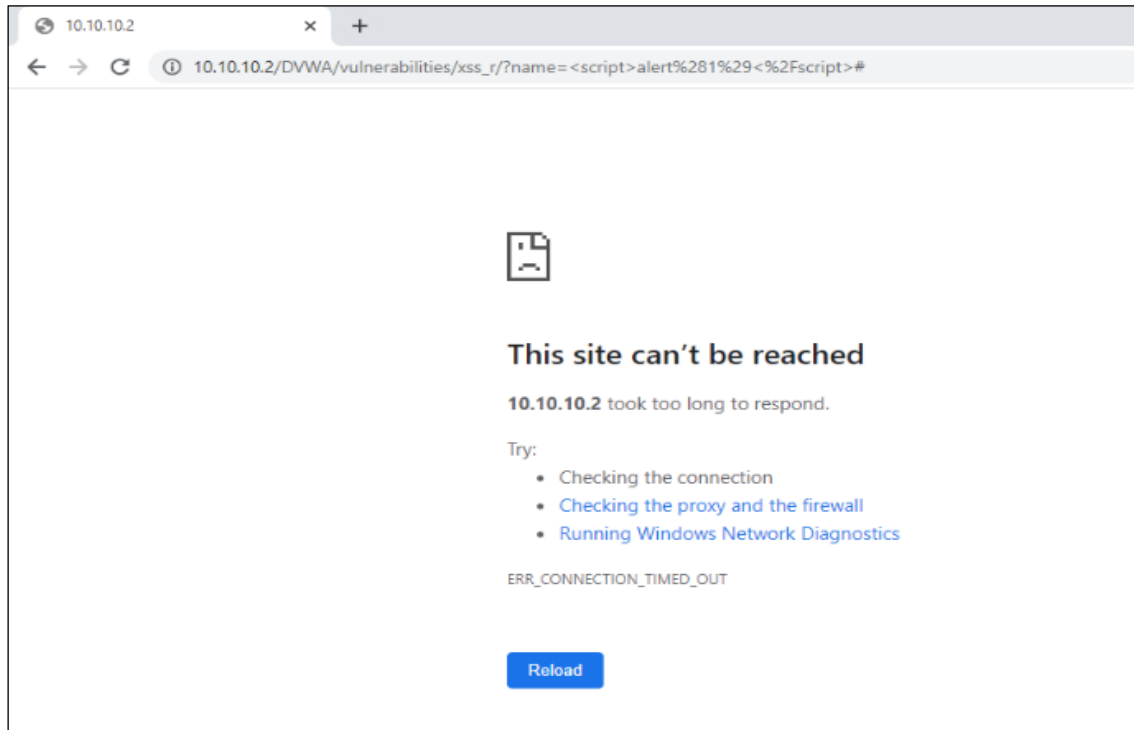 10.10.10.2
10.10.10.2/DVWA/vulnerabilities/xss_r/?name=<script>alert%281%29<%2Fscript>#
This site can’t be reached
10.10.10.2 took too long to respond.
Try:
• Checking the connection
• Checking the proxy and the firewall
• Running Windows Network Diagnostics
ERR_CONNECTION_TIMED_OUT
Reload